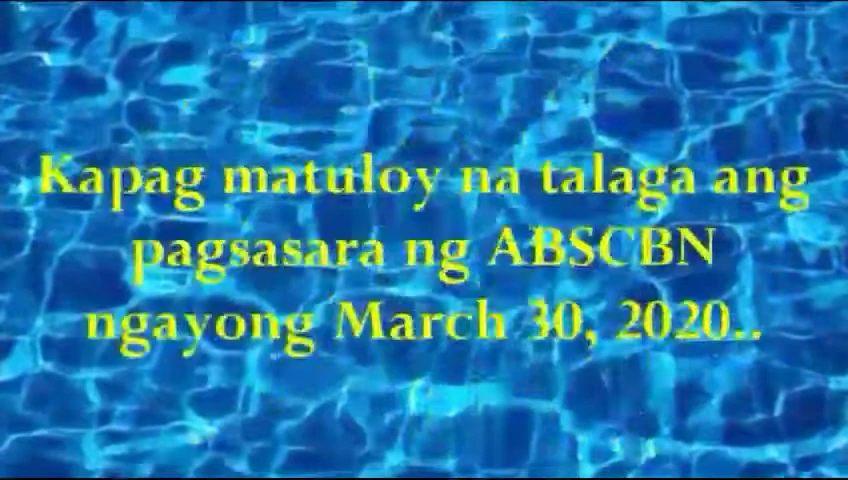 Kapag matuloy na talaga ang
pagsasara ng ABSCBN
ngayong March 30, 2020..